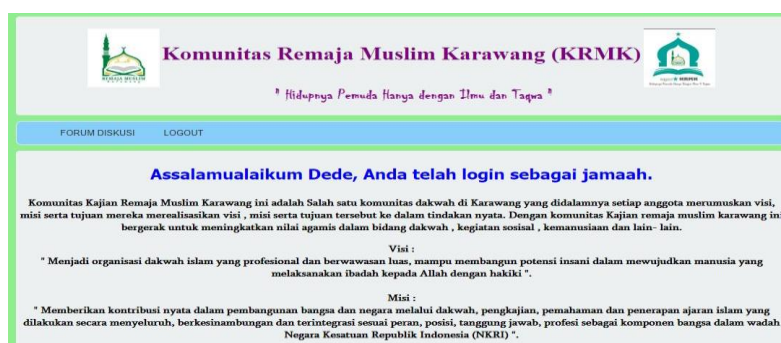 Komunitas Remaja Muslim Karawang (KRMK)
" Hidupnya Pemuda Hanya dengan Ilmu dan Taqwa "
REMAJA MUSLIM
FORUM DISKUSI LOGOUT
Assalamualaikum Dede, Anda telah login sebagai jamaah.
Komunitas Kajian Remaja Muslim Karawang ini adalah Salah satu komunitas dakwah di Karawang yang didalamnya setiap anggota merumuskan visi,
misi serta tujuan mereka merealisasikan visi , misi serta tujuan tersebut ke dalam tindakan nyata. Dengan komunitas Kajian remaja muslim karawang ini
bergerak untuk meningkatkan nilai agamis dalam bidang dakwah , kegiatan sosisal , kemanusiaan dan lain- lain.
Visi :
" Menjadi organisasi dakwah islam yang profesional dan berwawasan luas, mampu membangun potensi insani dalam mewujudkan manusia yang
melaksanakan ibadah kepada Allah dengan hakiki ".
Misi :
" Memberikan kontribusi nyata dalam pembangunan bangsa dan negara melalui dakwah, pengkajian, pemahaman dan penerapan ajaran islam yang
dilakukan secara menyeluruh, berkesinambungan dan terintegrasi sesuai peran, posisi, tanggung jawab, profesi sebagai komponen bangsa dalam wadah
Negara Kesatuan Republik Indonesia (NKRI) ".